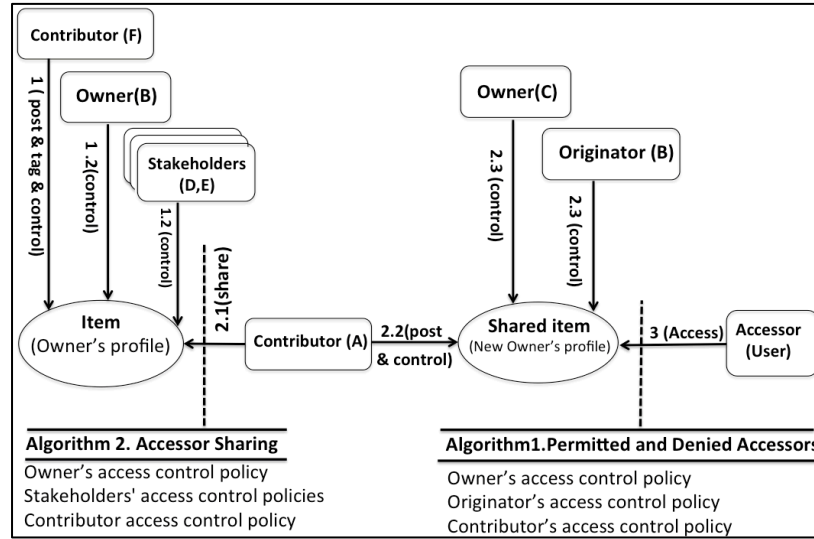 Contributor (F)
1 ( post & tag & control)
Owner(B)
1 .2(control)
Stakeholders
(D,E)
1.2 (control)
2.1(share)
Item
(Owner's profile)
Contributor (A)
2.2(post
& control)
Owner(C)
2.3 (control)
Originator (B)
2.3 (control)
Shared item
(New Owner's profile)
3 (Access)
Accessor
(User)
Algorithm 2. Accessor Sharing
Owner's access control policy
Stakeholders' access control policies
Contributor access control policy
Algorithm1.Permitted and Denied Accessors
Owner's access control policy
Originator's access control policy
Contributor's access control policy